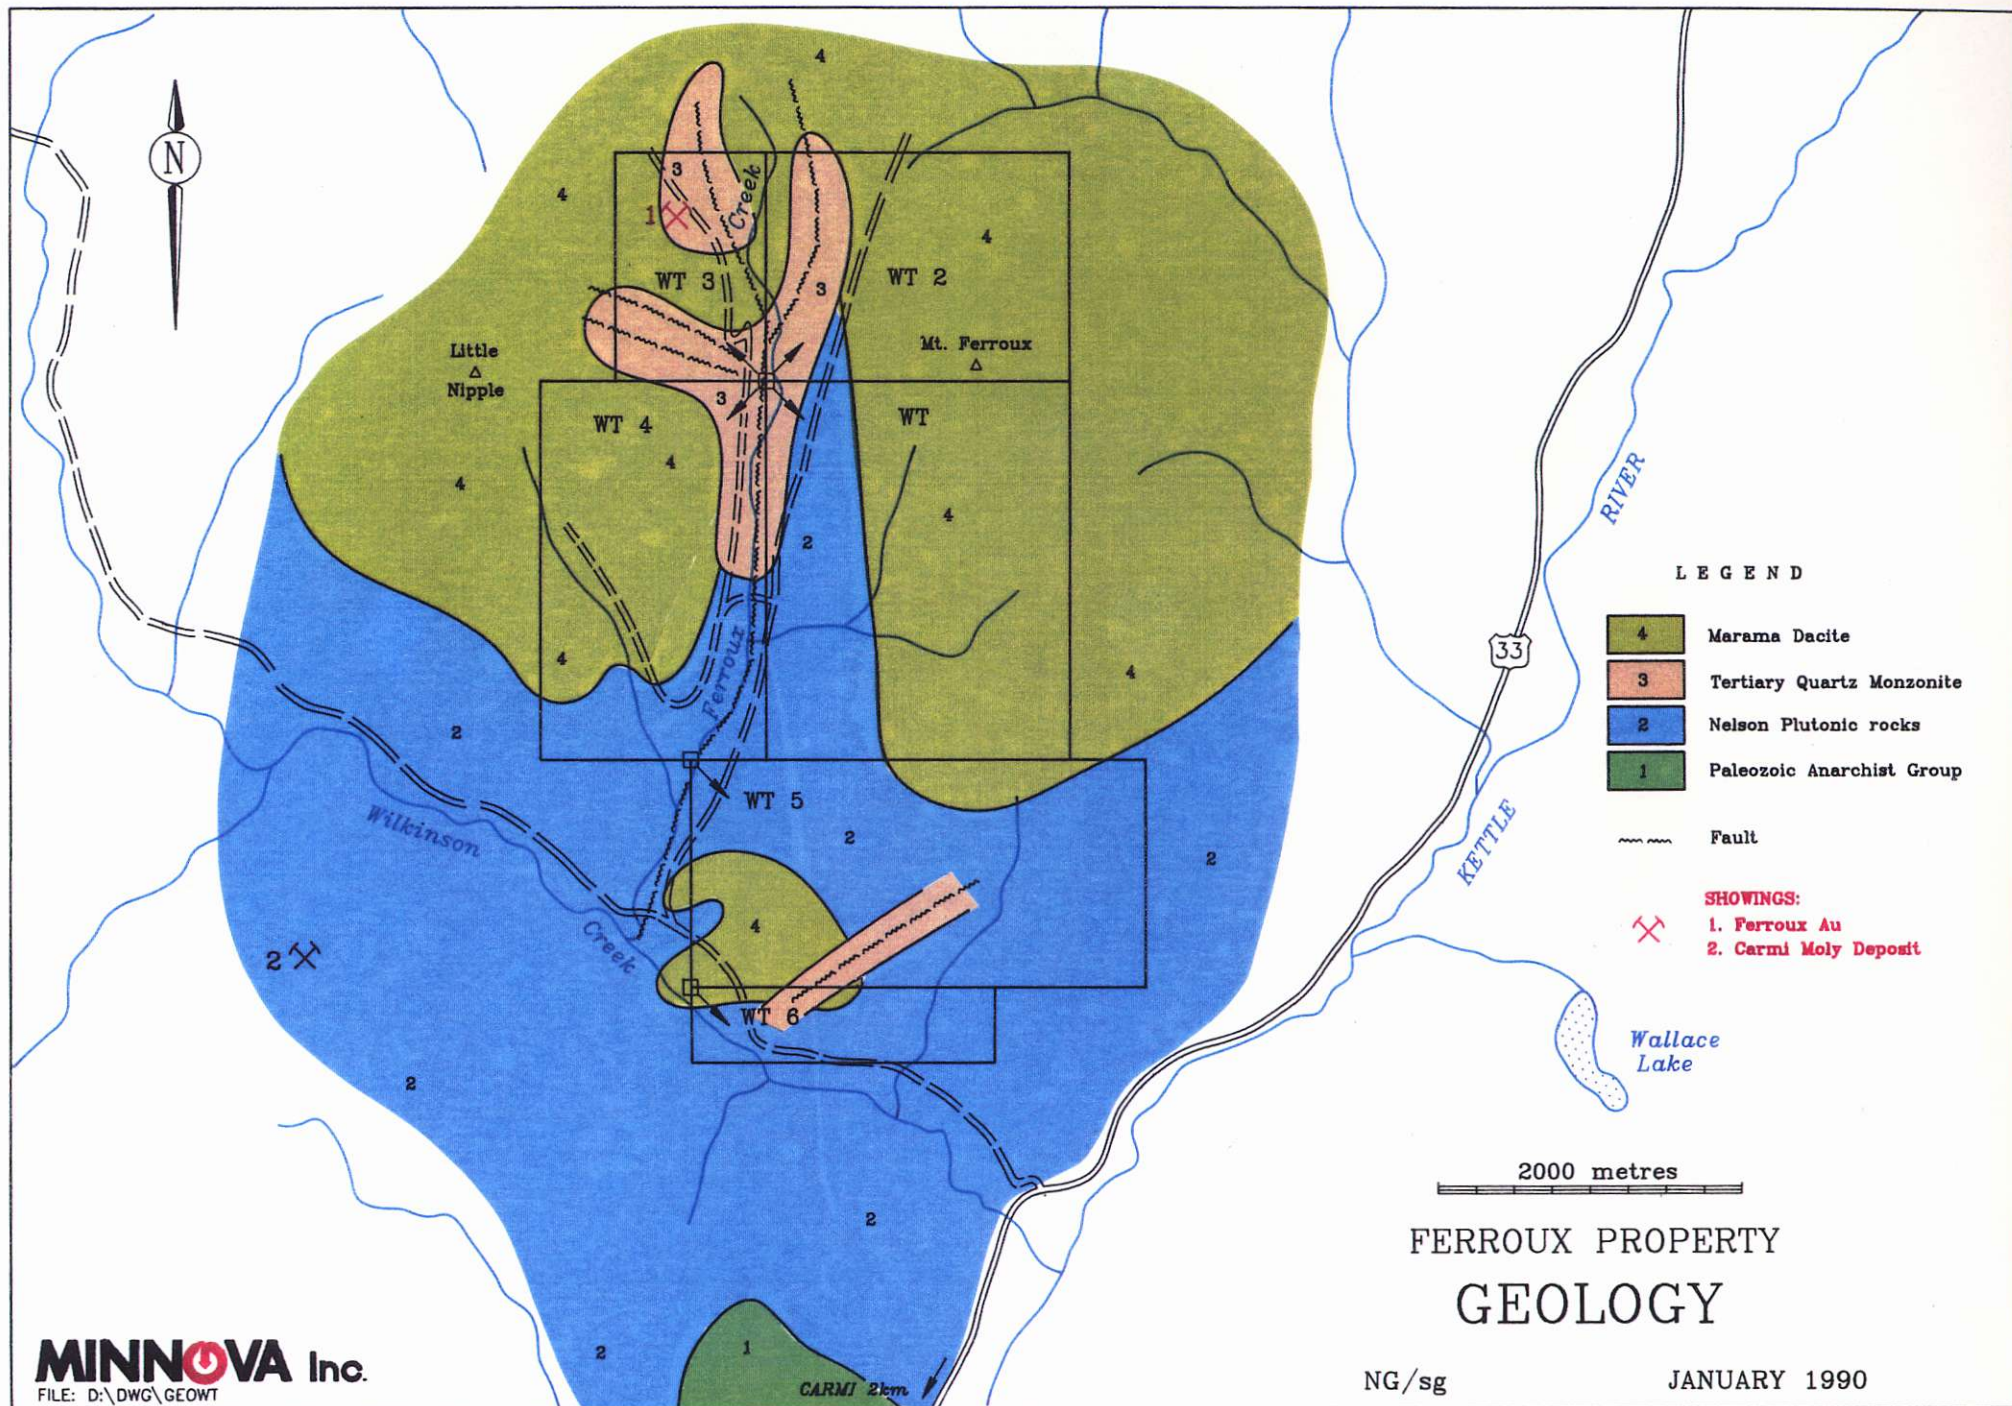 4
N
3
4
1
Creek
4
WT 3
WT 2
3
Little
Nipple
Mt. Ferroux
3
WT 4
WT
4
4
4
2
RIVER
LEGEND
4 Marama Dacite
3 Tertiary Quartz Monzonite
2 Nelson Plutonic rocks
1 Paleozoic Anarchist Group
Fault
33
4
Ferroux
4
2
WT 5
2
2
Wilkinson
Creek
KETTLE
4
SHOWINGS:
1. Ferroux Au
2. Carmi Moly Deposit
2
WT 6
Wallace
Lake
2
2000 metres
2
FERROUX PROPERTY
GEOLOGY
2
1
CARMI 2km
MINNOVA Inc.
FILE: D:\DWG\GEOWT
NG/sg
JANUARY 1990